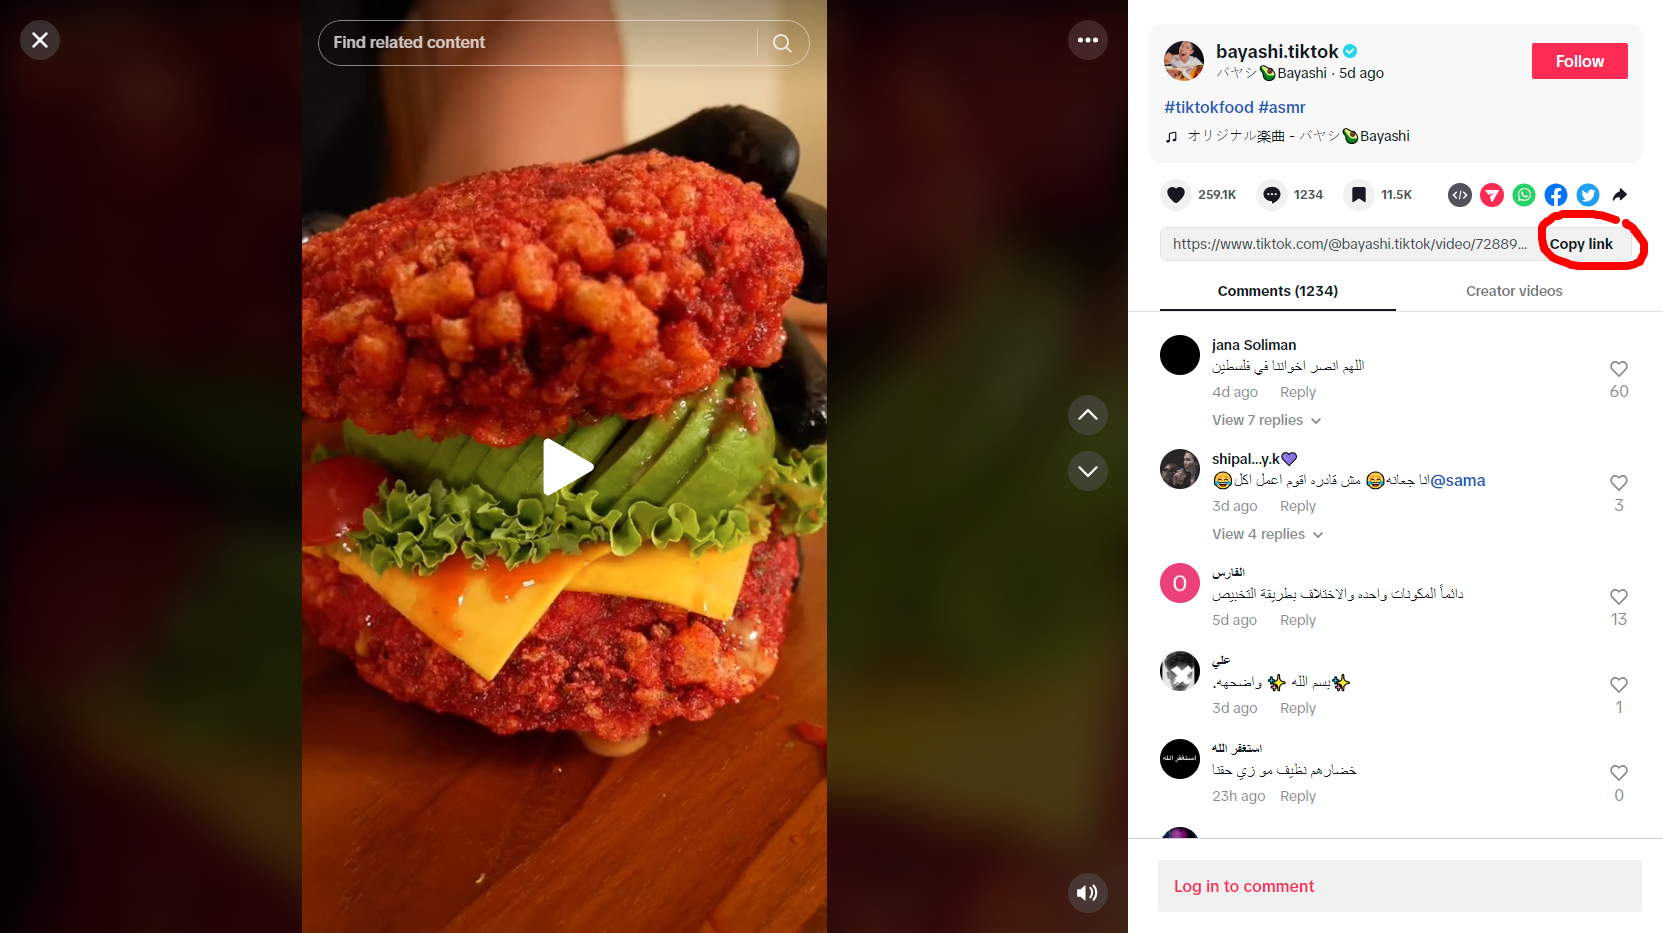 Find related content
bayashi.tiktok
バヤシ🥑Bayashi · 5d ago
Follow
#tiktokfood #asmr
オリジナル楽曲 - バヤシ🥑Bayashi
259.1K
1234
11.5K
https://www.tiktok.com/@bayashi.tiktok/video/72889...
Copy link
Comments (1234)
Creator videos
jana Soliman
اللهم انصر اخواننا في فلسطين
4d ago Reply
60
View 7 replies
shipal...y.k💜
😂انا جعانه😂 مش قادره اقوم اعمل اكل@sama
3d ago Reply
3
View 4 replies
O
الفارس
دائماً المكونات واحده والاختلاف بطريقة التخبيص
5d ago Reply
13
علي
✨بسم الله ✨ واضحهه.
3d ago Reply
1
استغفر الله
استغفر الله
خضارهم نظيف مو زي حقنا
23h ago Reply
0
Log in to comment